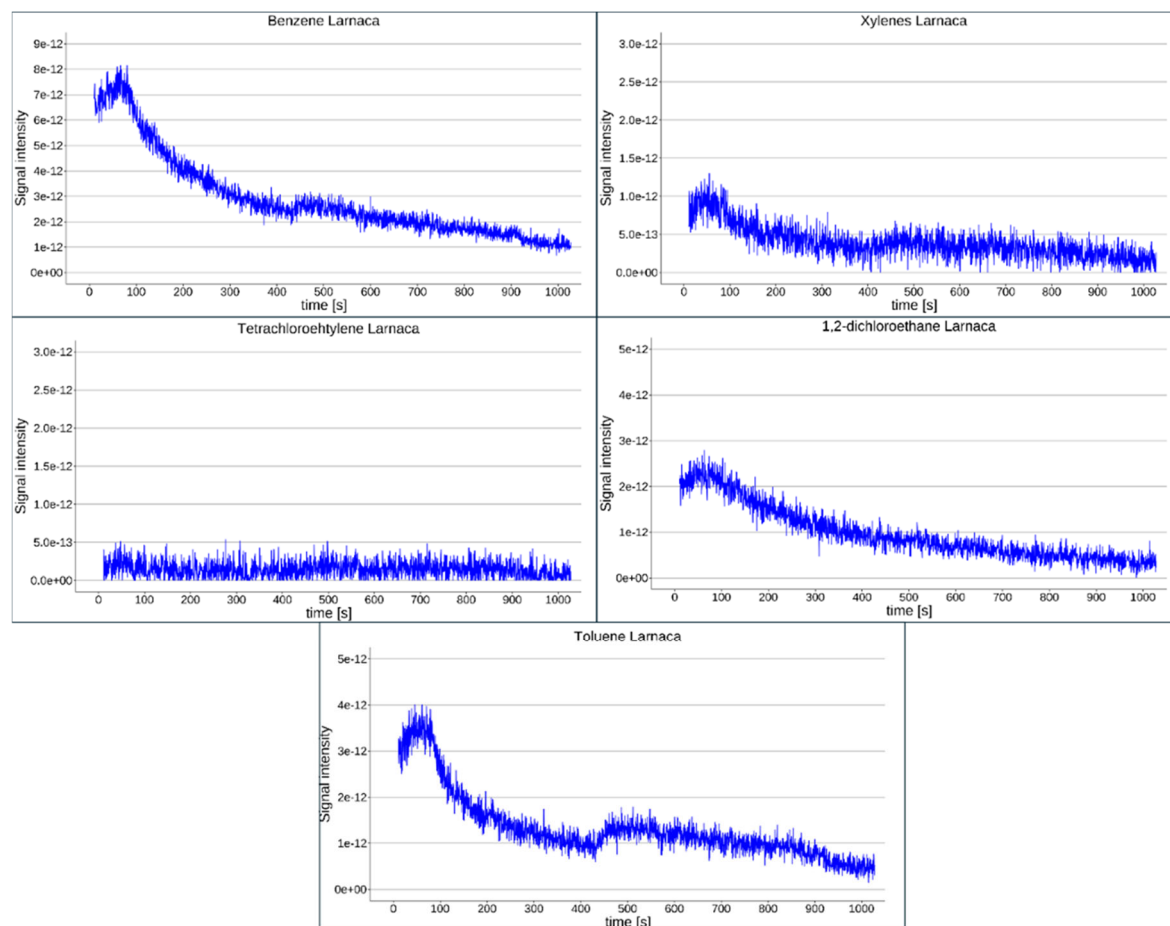 Benzene Larnaca
9e-12
8e-12
7e-12
6e-12
5e-12
4e-12
3e-12
2e-12
1e-12
0e+00
Signal intensity
0 100 200 300 400 500 600 700 800 900 1000
time [s]
Xylenes Larnaca
3.0e-12
2.5e-12
2.0e-12
1.5e-12
1.0e-12
5.0e-13
0.0e+00
Signal intensity
0 100 200 300 400 500 600 700 800 900 1000
time [s]
Tetrachloroehtylene Larnaca
3.0e-12
2.5e-12
2.0e-12
1.5e-12
1.0e-12
5.0e-13
0.0e+00
Signal intensity
0 100 200 300 400 500 600 700 800 900 1000
time [s]
1,2-dichloroethane Larnaca
5e-12
4e-12
3e-12
2e-12
1e-12
0e+00
Signal intensity
0 100 200 300 400 500 600 700 800 900 1000
time [s]
Toluene Larnaca
5e-12
4e-12
3e-12
2e-12
1e-12
0e+00
Signal intensity
0 100 200 300 400 500 600 700 800 900 1000
time [s]